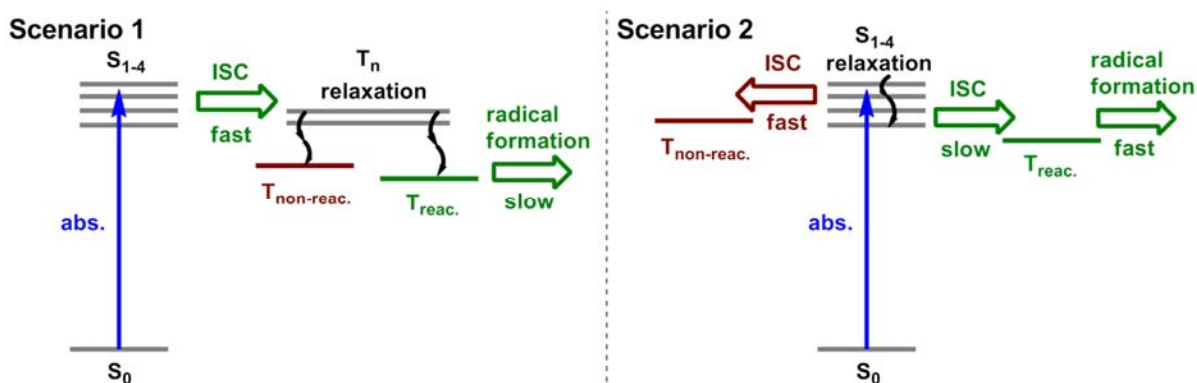 Scenario 1
S1-4
ISC
fast
Tn
relaxation
radical
formation
slow
Tnon-reac.
Treac.
abs.
S0
Scenario 2
ISC
fast
S1-4
relaxation
ISC
slow
radical
formation
fast
Tnon-reac.
Treac.
abs.
S0